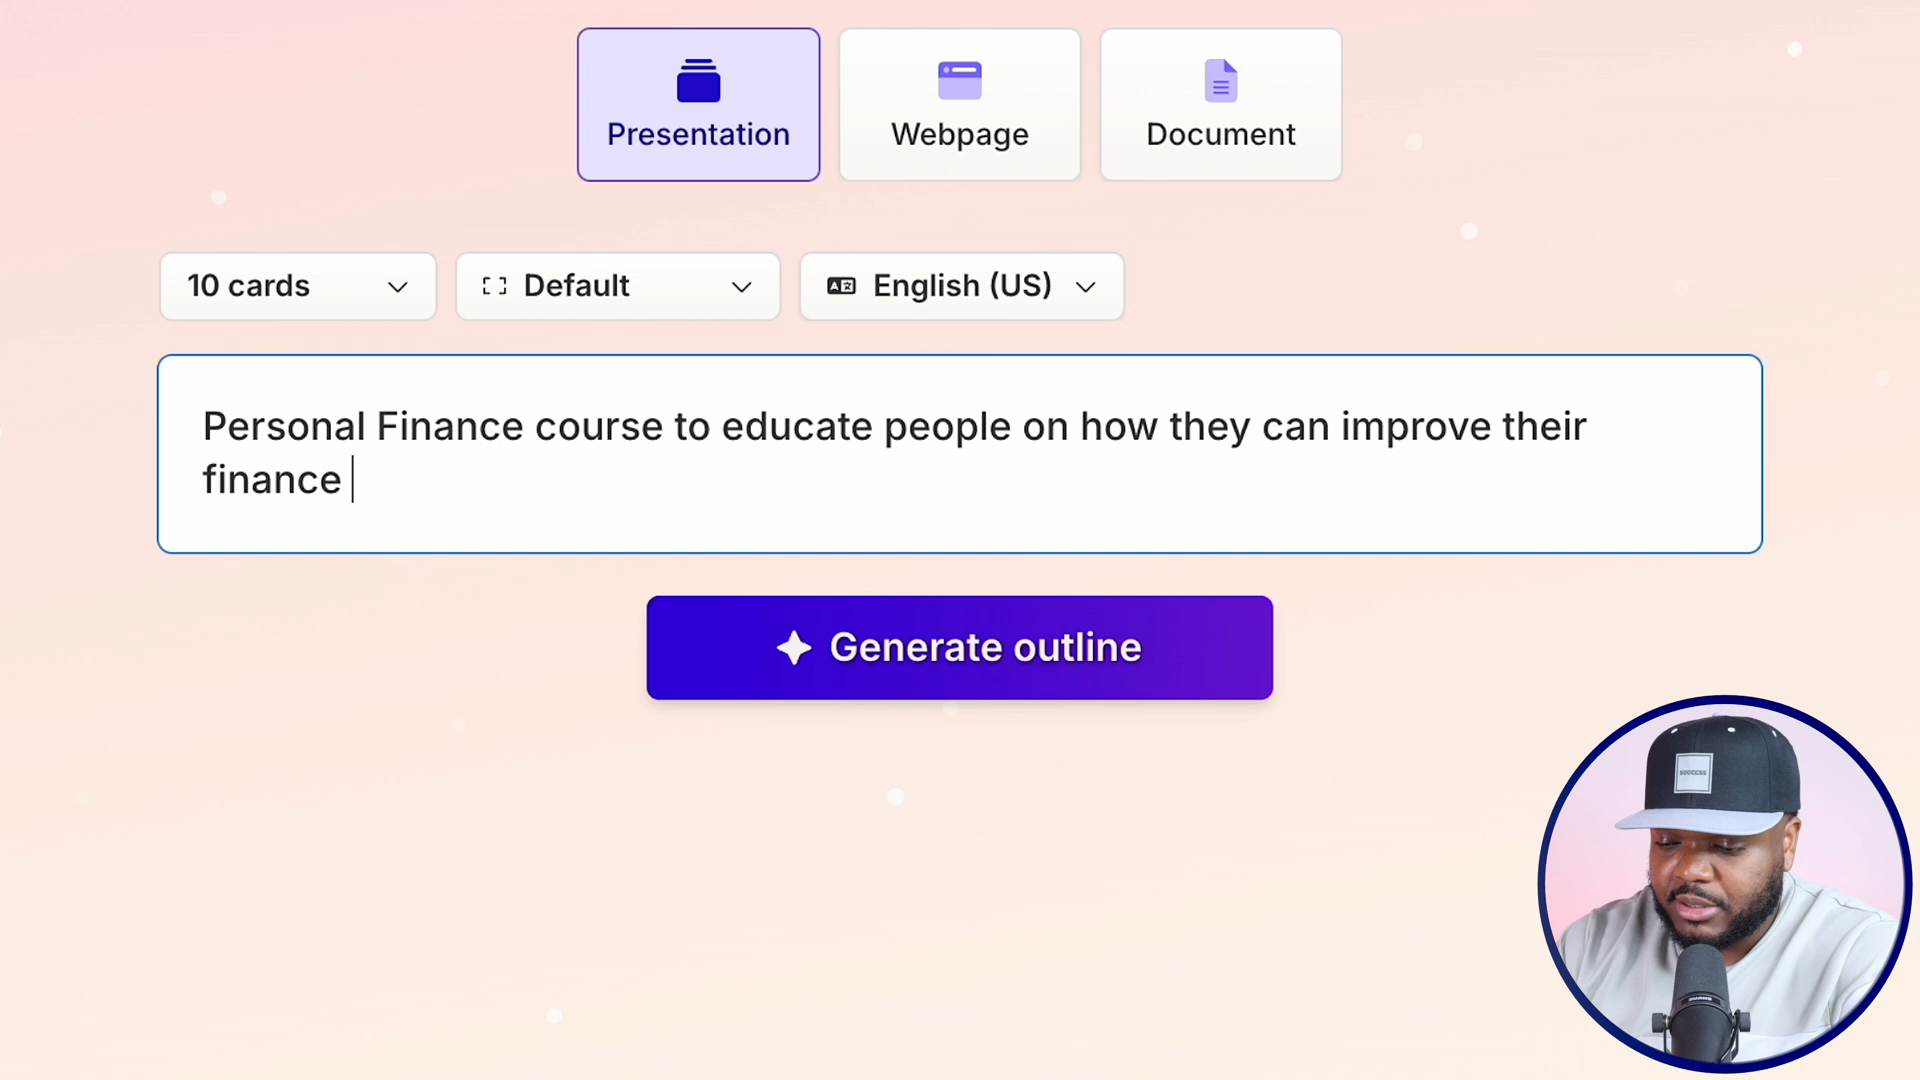 Presentation
Webpage
Document
10 cards
Default
English (US)
Personal Finance course to educate people on how they can improve their
finance
Generate outline
SUCCESS